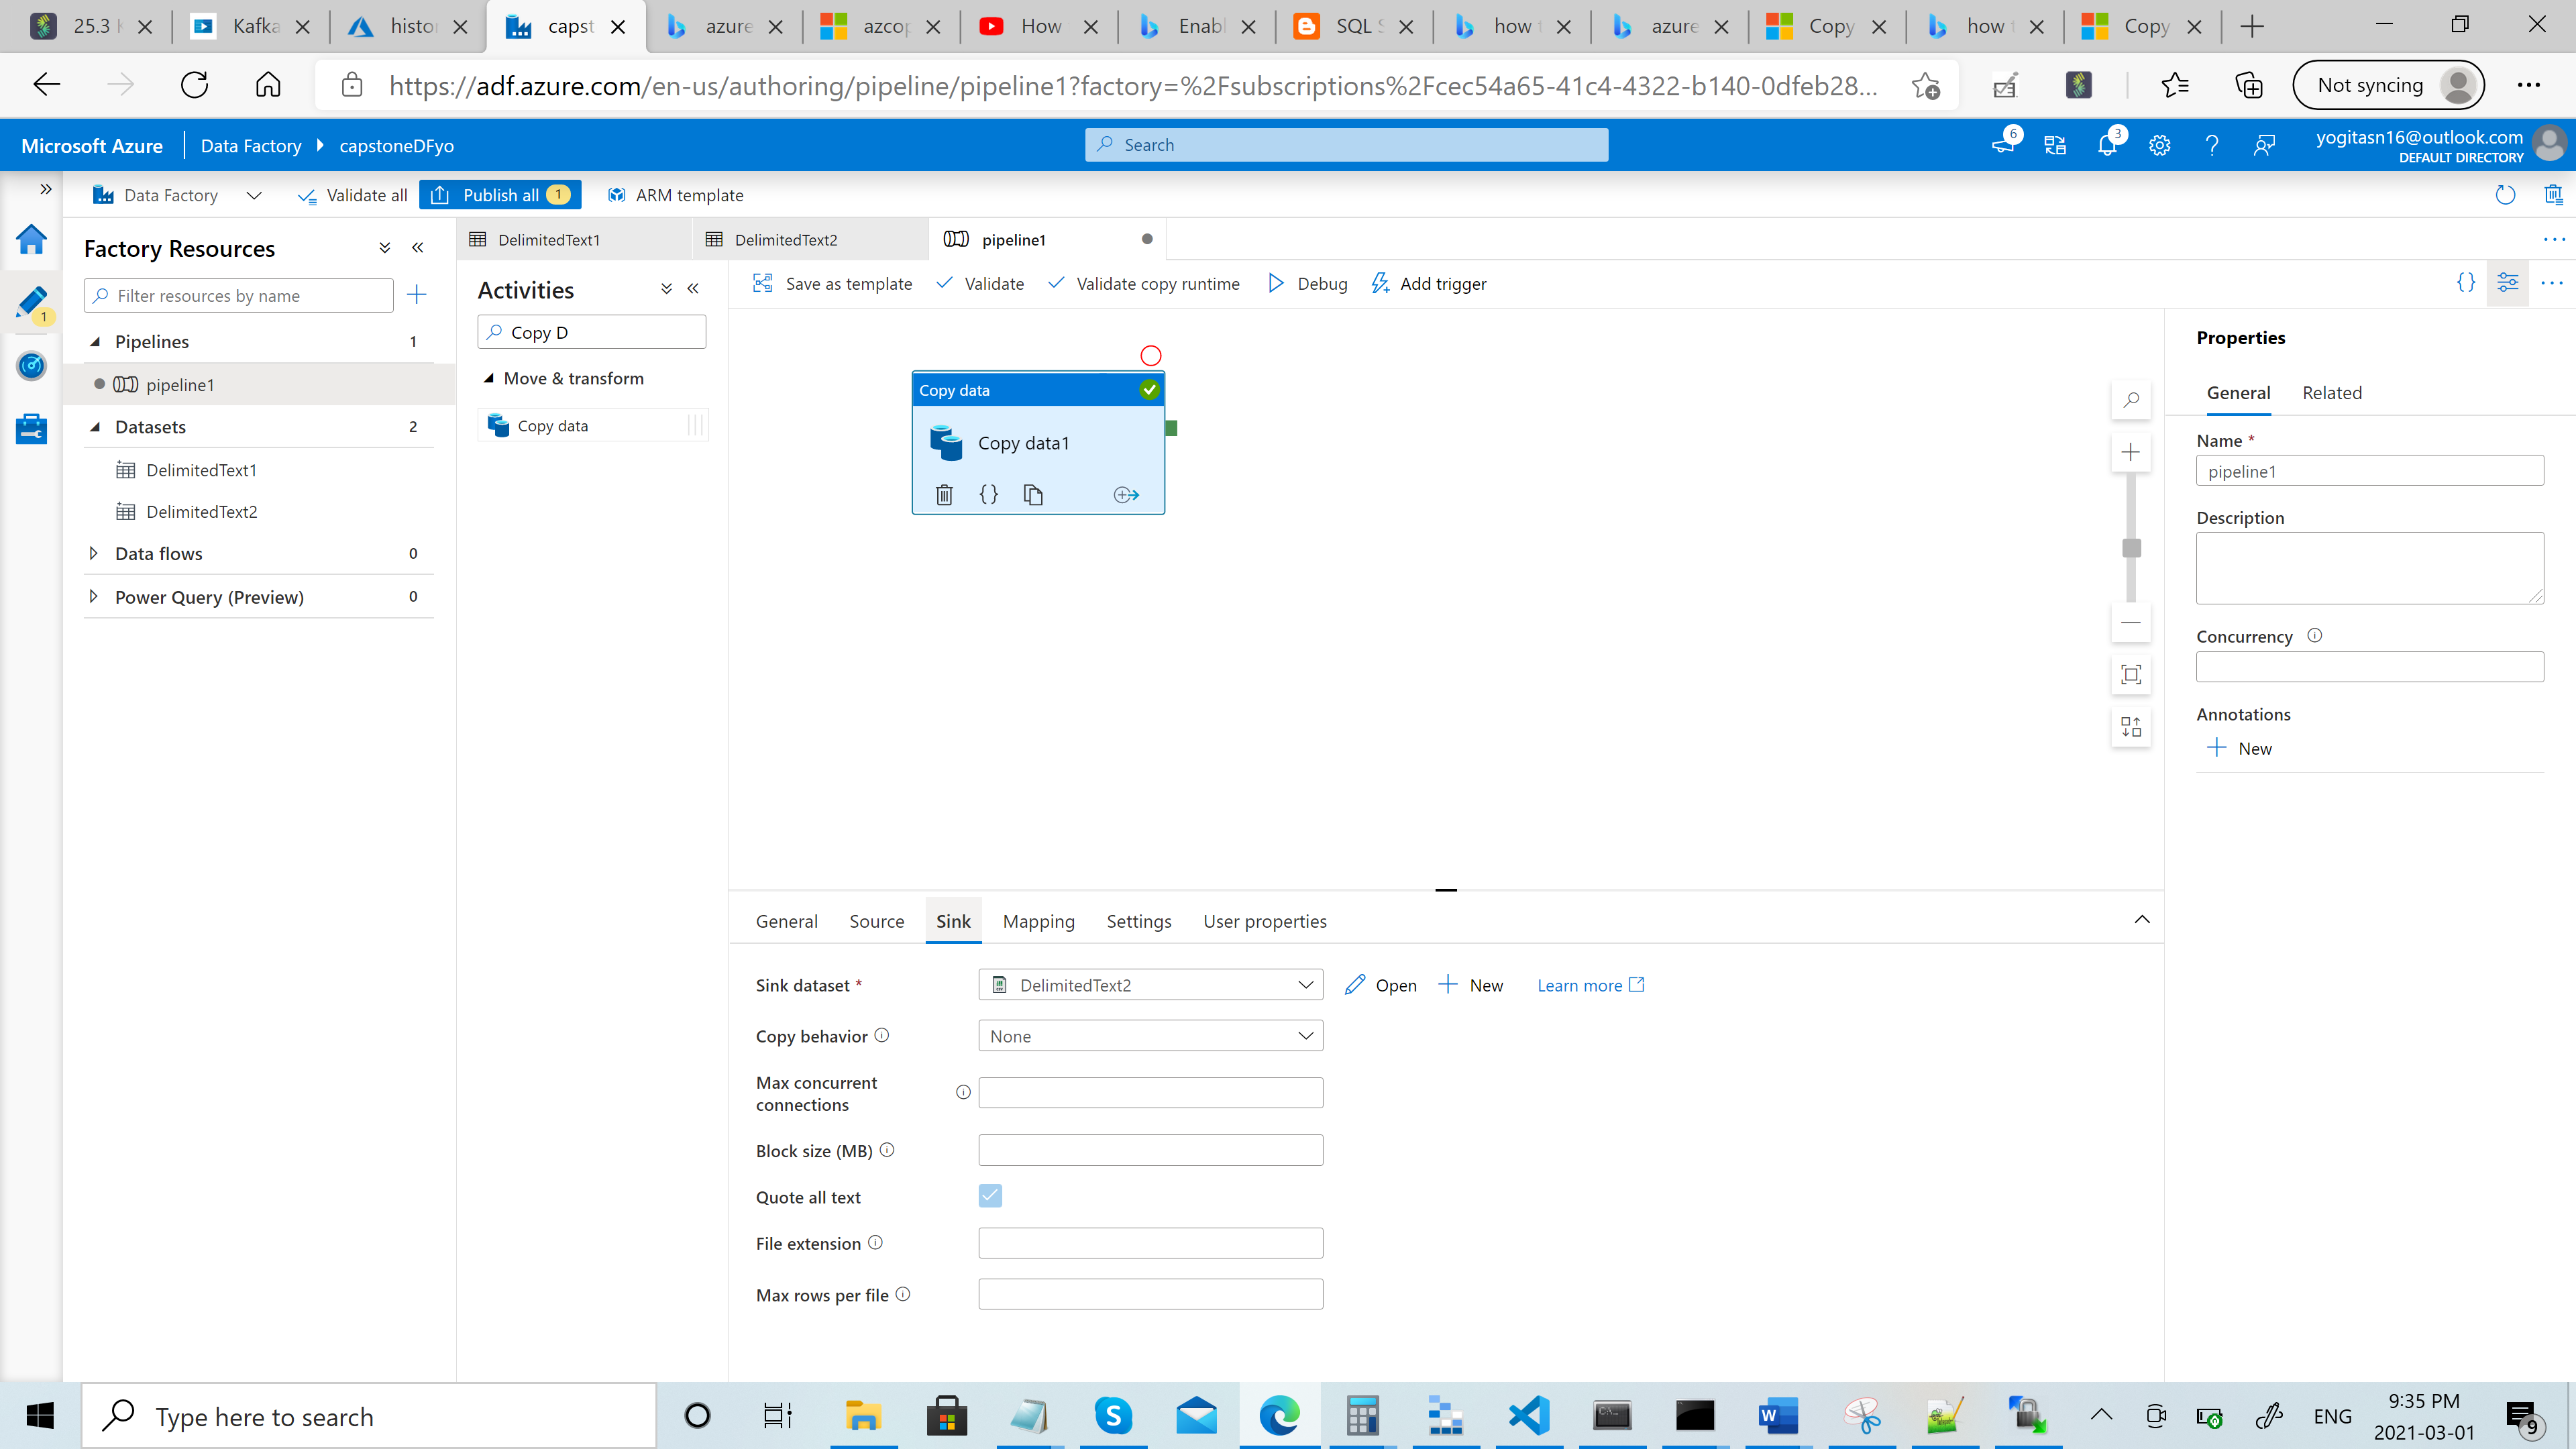 25.3 K
Kafka
histor
capst
azure
azcop
How
Enabl
SQL S
how t
azure
Copy
how t
Copy
https://adf.azure.com/en-us/authoring/pipeline/pipeline1?factory=%2Fsubscriptions%2Fcec54a65-41c4-4322-b140-0dfeb28...
Not syncing
Microsoft Azure
Data Factory
capstoneDFyo
Search
6
3
yogitasn16@outlook.com
DEFAULT DIRECTORY
Data Factory
Validate all
Publish all 1
ARM template
Factory Resources
DelimitedText1
DelimitedText2
pipeline1
Filter resources by name
1
Pipelines 1
pipeline1
Datasets 2
DelimitedText1
DelimitedText2
Data flows 0
Power Query (Preview) 0
Activities
Copy D
Move & transform
Copy data
Save as template
Validate
Validate copy runtime
Debug
Add trigger
Copy data
Copy data1
Properties
General
Related
Name *
pipeline1
Description
Concurrency
Annotations
New
General
Source
Sink
Mapping
Settings
User properties
Sink dataset *
DelimitedText2
Open
New
Learn more
Copy behavior
None
Max concurrent
connections
Block size (MB)
Quote all text
File extension
Max rows per file
Type here to search
ENG
9:35 PM
2021-03-01
9